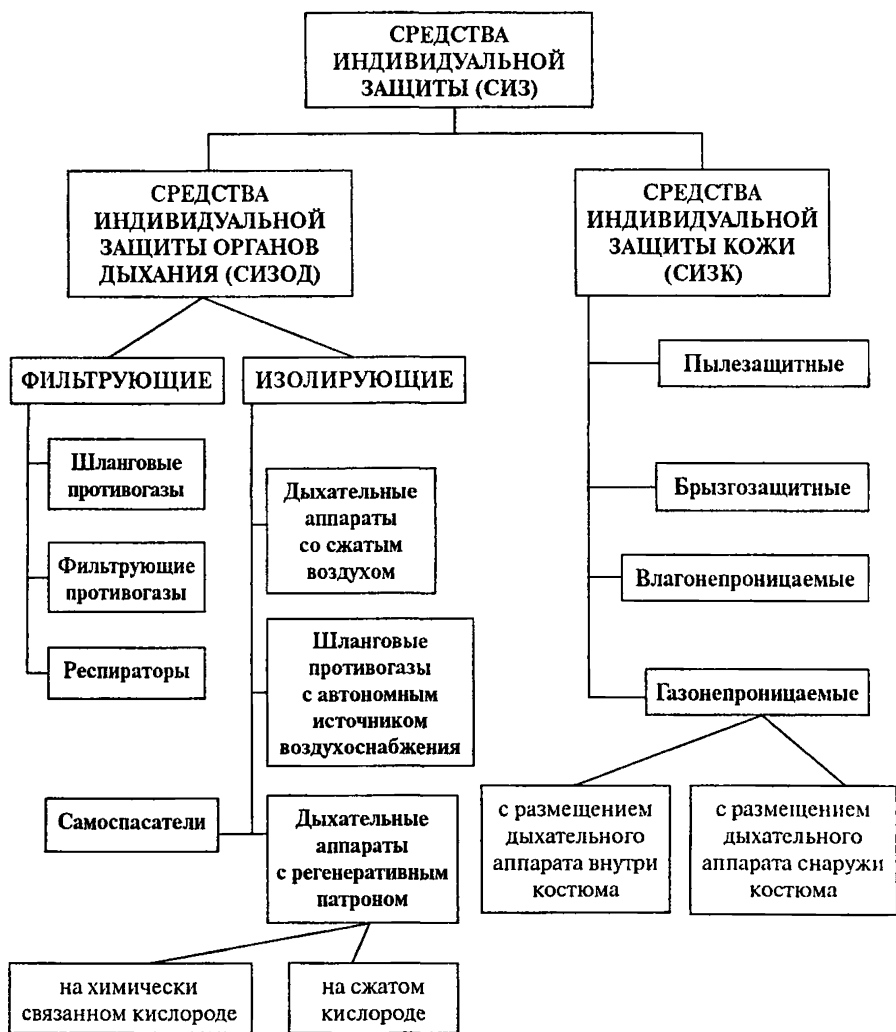 СРЕДСТВА
ИНДИВИДУАЛЬНОЙ
ЗАЩИТЫ (СИЗ)
СРЕДСТВА
ИНДИВИДУАЛЬНОЙ
ЗАЩИТЫ ОРГАНОВ
ДЫХАНИЯ (СИЗОД)
СРЕДСТВА
ИНДИВИДУАЛЬНОЙ
ЗАЩИТЫ КОЖИ
(СИЗК)
ФИЛЬТРУЮЩИЕ
ИЗОЛИРУЮЩИЕ
Шланговые
противогазы
Фильтрующие
противогазы
Респираторы
Дыхательные
аппараты
со сжатым
воздухом
Шланговые
противогазы
с автономным
источником
воздухоснабжения
Самоспасатели
Дыхательные
аппараты
с регенеративным
патроном
на химически
связанном кислороде
на сжатом
кислороде
Пылезащитные
Брызгозащитные
Влагонепроницаемые
Газонепроницаемые
с размещением
дыхательного
аппарата внутри
костюма
с размещением
дыхательного
аппарата снаружи
костюма